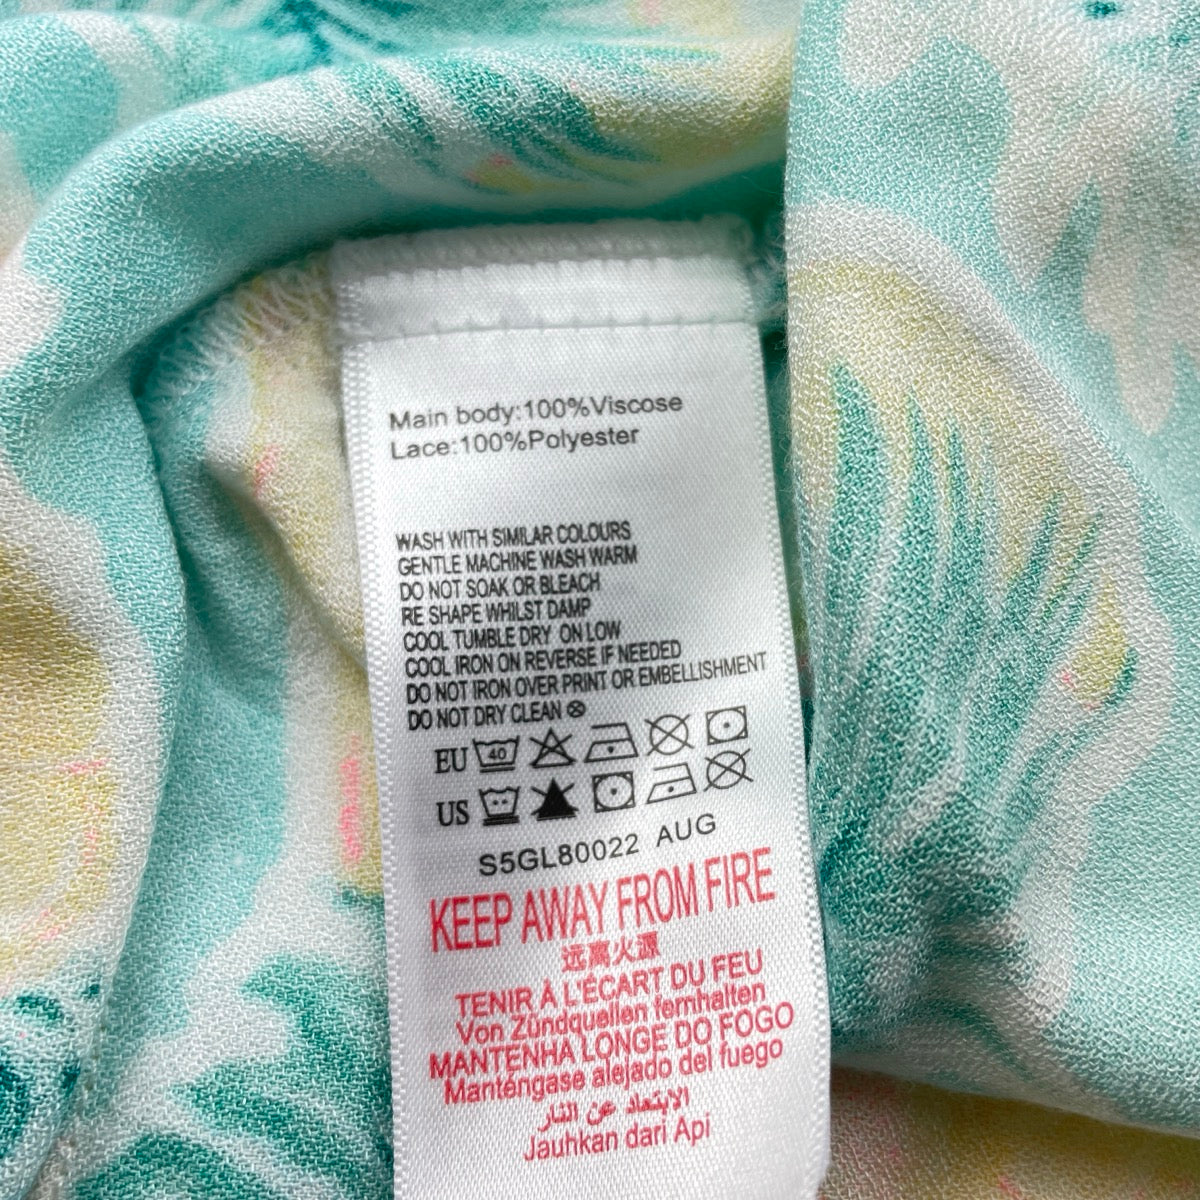 Main body:100%Viscose
Lace:100%Polyester
WASH WITH SIMILAR COLOURS
GENTLE MACHINE WASH WARM
DO NOT SOAK OR BLEACH
RE SHAPE WHILST DAMP
COOL TUMBLE DRY ON LOW
COOL IRON ON REVERSE IF NEEDED
DO NOT IRON OVER PRINT OR EMBELLISHMENT
DO NOT DRY CLEAN
EU 40
US
S5GL80022 AUG
KEEP AWAY FROM FIRE
远离火源
TENIR À L'ÉCART DU FEU
Von Zündquellen fernhalten
MANTENHA LONGE DO FOGO
Manténgase alejado del fuego
الابتعاد عن النار
Jauhkan dari Api